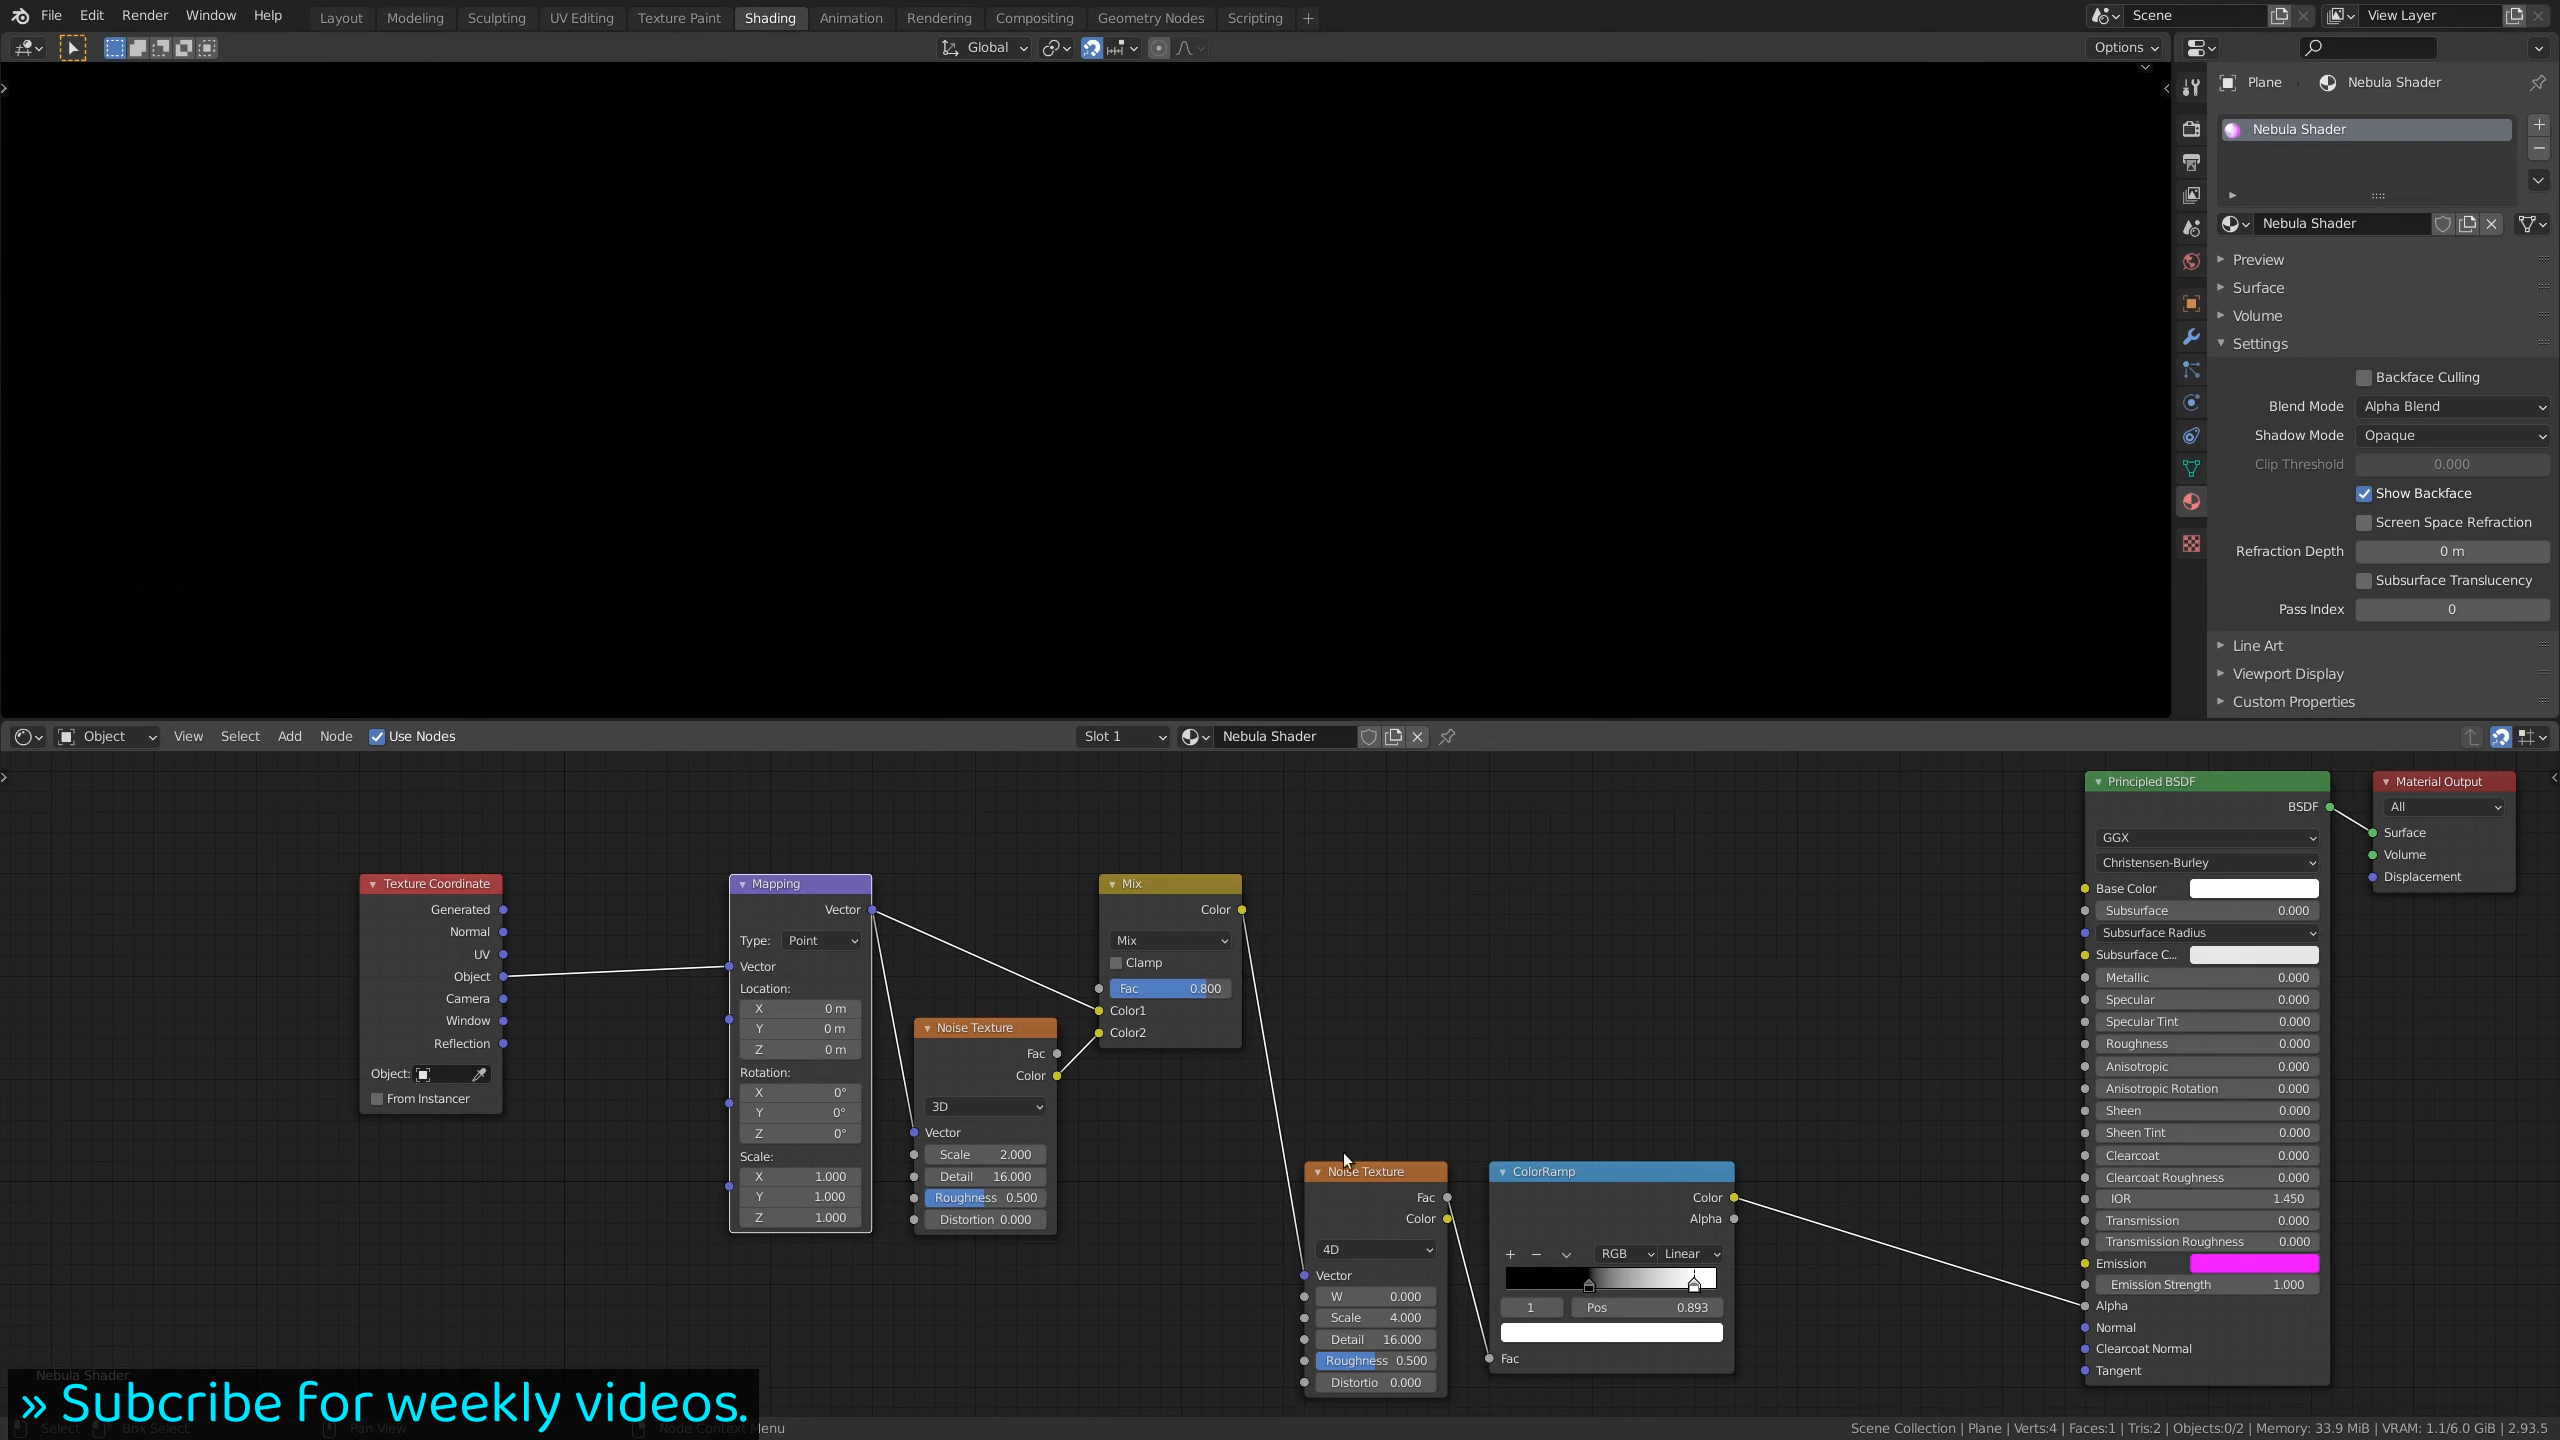 File Edit Render Window Help Layout Modeling Sculpting UV Editing Texture Paint Shading Animation Rendering Compositing Geometry Nodes Scripting + Scene View Layer
Global Options
Plane Nebula Shader
Nebula Shader
Nebula Shader
Preview
Surface
Volume
Settings
Backface Culling
Blend Mode Alpha Blend
Shadow Mode Opaque
Clip Threshold 0.000
Show Backface
Screen Space Refraction
Refraction Depth 0 m
Subsurface Translucency
Pass Index 0
Line Art
Viewport Display
Custom Properties
Object View Select Add Node Use Nodes Slot 1 Nebula Shader
Texture Coordinate
Generated
Normal
UV
Object
Camera
Window
Reflection
Object:
From Instancer
Mapping
Vector
Type: Point
Vector
Location:
X 0 m
Y 0 m
Z 0 m
Rotation:
X 0°
Y 0°
Z 0°
Scale:
X 1.000
Y 1.000
Z 1.000
Noise Texture
Fac
Color
3D
Vector
Scale 2.000
Detail 16.000
Roughness 0.500
Distortion 0.000
Mix
Color
Mix
Clamp
Fac 0.800
Color1
Color2
Noise Texture
Fac
Color
4D
Vector
W 0.000
Scale 4.000
Detail 16.000
Roughness 0.500
Distortio 0.000
ColorRamp
Color
Alpha
+ − RGB Linear
1 Pos 0.893
Fac
Principled BSDF
BSDF
GGX
Christensen-Burley
Base Color
Subsurface 0.000
Subsurface Radius
Subsurface C...
Metallic 0.000
Specular 0.000
Specular Tint 0.000
Roughness 0.000
Anisotropic 0.000
Anisotropic Rotation 0.000
Sheen 0.000
Sheen Tint 0.000
Clearcoat 0.000
Clearcoat Roughness 0.000
IOR 1.450
Transmission 0.000
Transmission Roughness 0.000
Emission
Emission Strength 1.000
Alpha
Normal
Clearcoat Normal
Tangent
Material Output
All
Surface
Volume
Displacement
Nebula Shader
» Subcribe for weekly videos.
Select Box Select Pan View Node Context Menu
Scene Collection | Plane | Verts:4 | Faces:1 | Tris:2 | Objects:0/2 | Memory: 33.9 MiB | VRAM: 1.1/6.0 GiB | 2.93.5